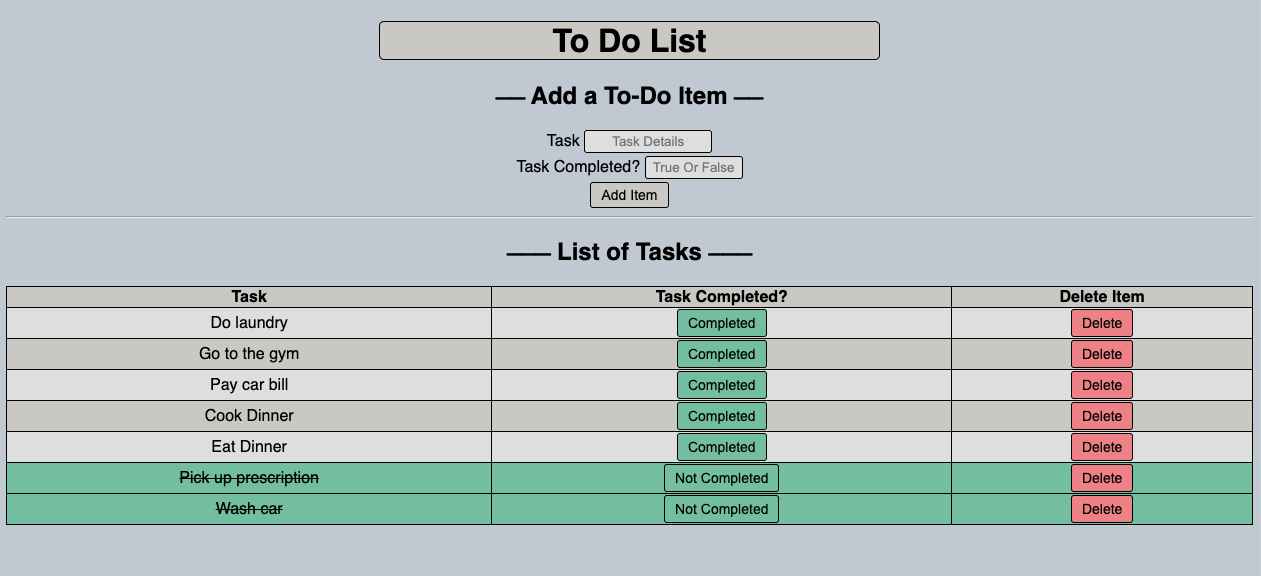 To Do List
—— Add a To-Do Item ——
Task Task Details
Task Completed? True Or False
Add Item
——— List of Tasks ———
Task Task Completed? Delete Item
Do laundry Completed Delete
Go to the gym Completed Delete
Pay car bill Completed Delete
Cook Dinner Completed Delete
Eat Dinner Completed Delete
Pick up prescription Not Completed Delete
Wash car Not Completed Delete